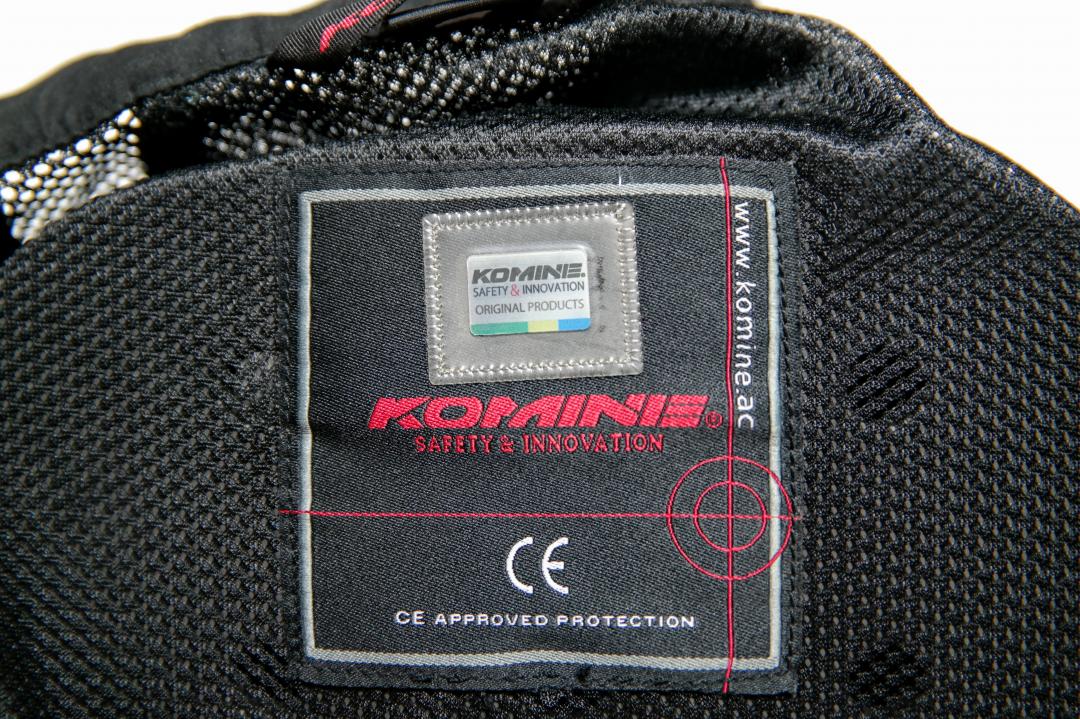 KOMINE.
SAFETY & INNOVATION
ORIGINAL PRODUCTS
KOMINE®
SAFETY & INNOVATION
www.komine.ac
CE
CE APPROVED PROTECTION